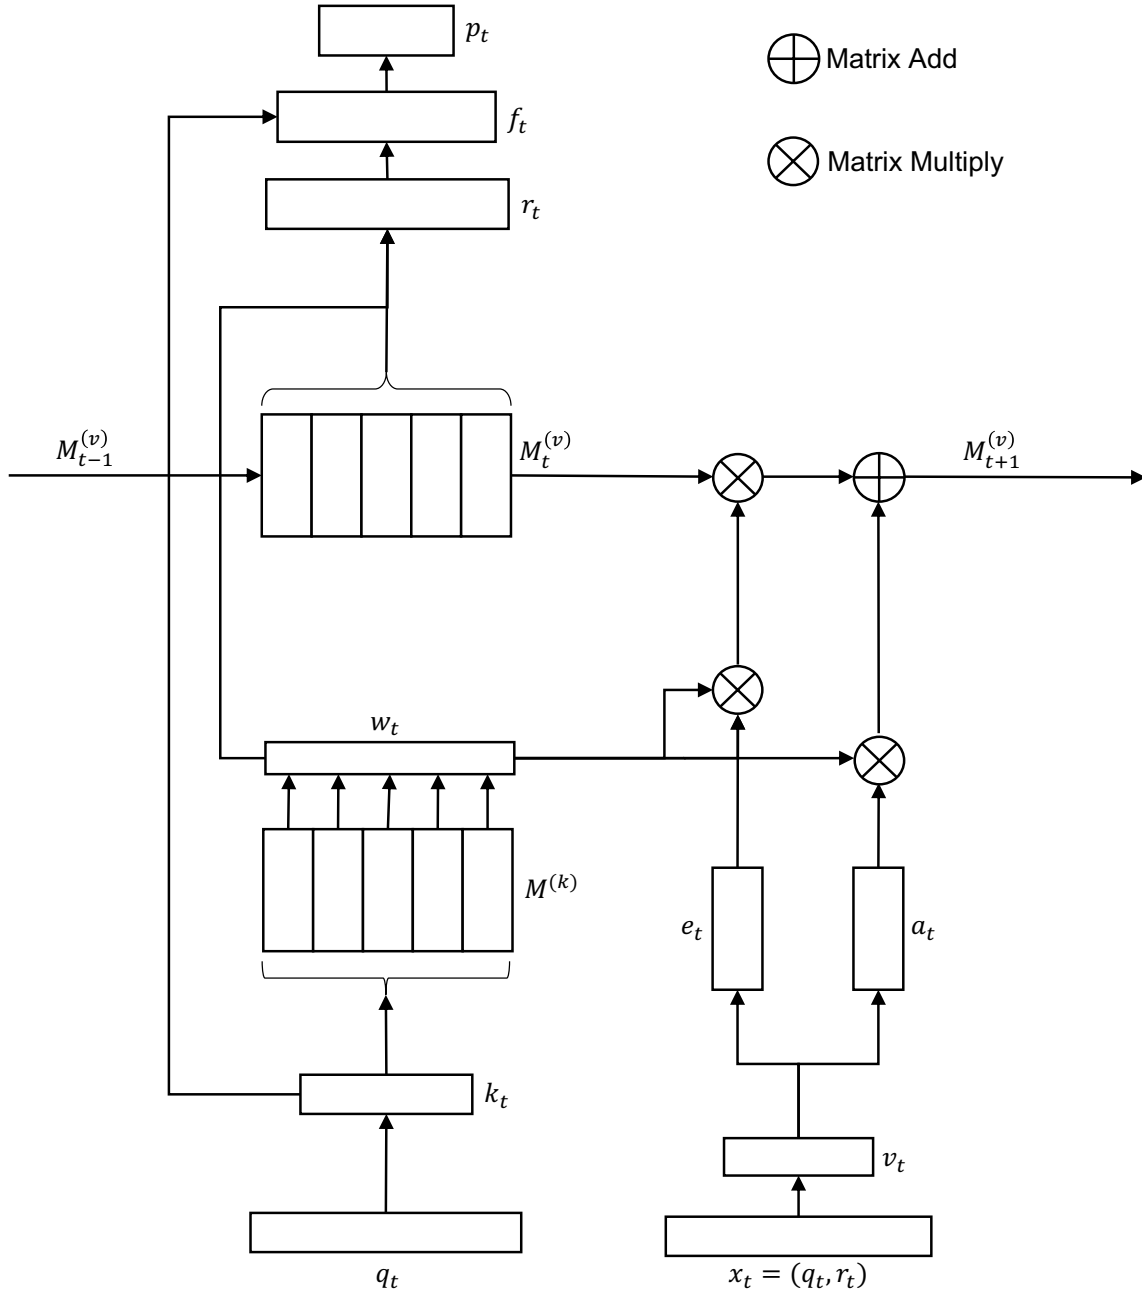 p_t
Matrix Add
f_t
Matrix Multiply
r_t
M_{t-1}^{(v)}
M_t^{(v)}
M_{t+1}^{(v)}
w_t
M^{(k)}
e_t
a_t
k_t
v_t
q_t
x_t = (q_t, r_t)